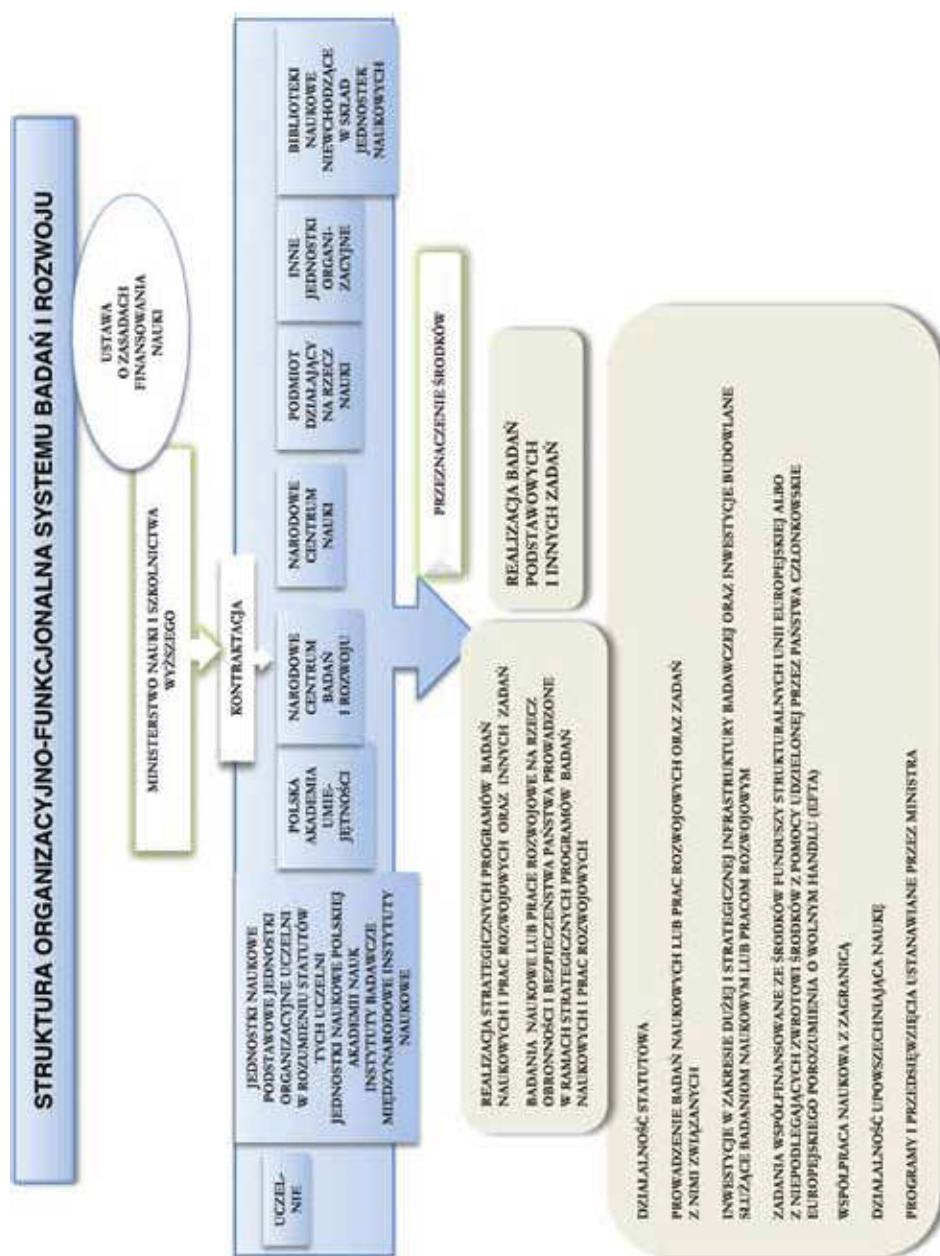 STRUKTURA ORGANIZACYJNO-FUNKCJONALNA SYSTEMU BADAŃ I ROZWOJU
USTAWA
O ZASADACH
FINANSOWANIA
NAUKI
MINISTERSTWO NAUKI I SZKOLNICTWA
WYŻSZEGO
KONTRAKTACJA
UCZEL-
NIE
JEDNOSTKI NAUKOWE
PODSTAWOWE JEDNOSTKI
ORGANIZACYJNE UCZELNI
W ROZUMIENIU STATUTÓW
TYCH UCZELNI
JEDNOSTKI NAUKOWE POLSKIEJ
AKADEMII NAUK
INSTYTUTY BADAWCZE
MIĘDZYNARODOWE INSTYTUTY
NAUKOWE
POLSKA
AKADEMIA
UMIE-
JĘTNOŚCI
NARODOWE
CENTRUM
BADAŃ
I ROZWOJU
NARODOWE
CENTRUM
NAUKI
PODMIOT
DZIAŁAJĄCY
NA RZECZ
NAUKI
INNE
JEDNOSTKI
ORGANI-
ZACYJNE
BIBLIOTEKI
NAUKOWE
NIEWCHODZĄCE
W SKŁAD
JEDNOSTEK
NAUKOWYCH
PRZEZNACZENIE ŚRODKÓW
REALIZACJA STRATEGICZNYCH PROGRAMÓW BADAŃ
NAUKOWYCH I PRAC ROZWOJOWYCH ORAZ INNYCH ZADAŃ
BADANIA NAUKOWE LUB PRACE ROZWOJOWE NA RZECZ
OBRONNOŚCI I BEZPIECZEŃSTWA PAŃSTWA PROWADZONE
W RAMACH STRATEGICZNYCH PROGRAMÓW BADAŃ
NAUKOWYCH I PRAC ROZWOJOWYCH
REALIZACJA BADAŃ
PODSTAWOWYCH
I INNYCH ZADAŃ
DZIAŁALNOŚĆ STATUTOWA
PROWADZENIE BADAŃ NAUKOWYCH LUB PRAC ROZWOJOWYCH ORAZ ZADAŃ
Z NIMI ZWIĄZANYCH
INWESTYCJE W ZAKRESIE DUŻEJ I STRATEGICZNEJ INFRASTRUKTURY BADAWCZEJ ORAZ INWESTYCJE BUDOWLANE
SŁUŻĄCE BADANIOM NAUKOWYM LUB PRACOM ROZWOJOWYM
ZADANIA WSPÓŁFINANSOWANE ZE ŚRODKÓW FUNDUSZY STRUKTURALNYCH UNII EUROPEJSKIEJ ALBO
Z NIEPODLEGAJĄCYCH ZWROTOWI ŚRODKÓW Z POMOCY UDZIELONEJ PRZEZ PAŃSTWA CZŁONKOWSKIE
EUROPEJSKIEGO POROZUMIENIA O WOLNYM HANDLU (EFTA)
WSPÓŁPRACA NAUKOWA Z ZAGRANICĄ
DZIAŁALNOŚĆ UPOWSZECHNIAJĄCA NAUKĘ
PROGRAMY I PRZEDSIĘWZIĘCIA USTANAWIANE PRZEZ MINISTRA